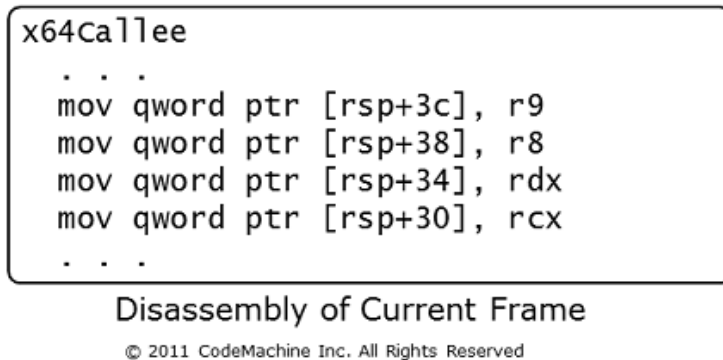 x64Callee
. . .
mov qword ptr [rsp+3c], r9
mov qword ptr [rsp+38], r8
mov qword ptr [rsp+34], rdx
mov qword ptr [rsp+30], rcx
. . .
Disassembly of Current Frame
© 2011 CodeMachine Inc. All Rights Reserved